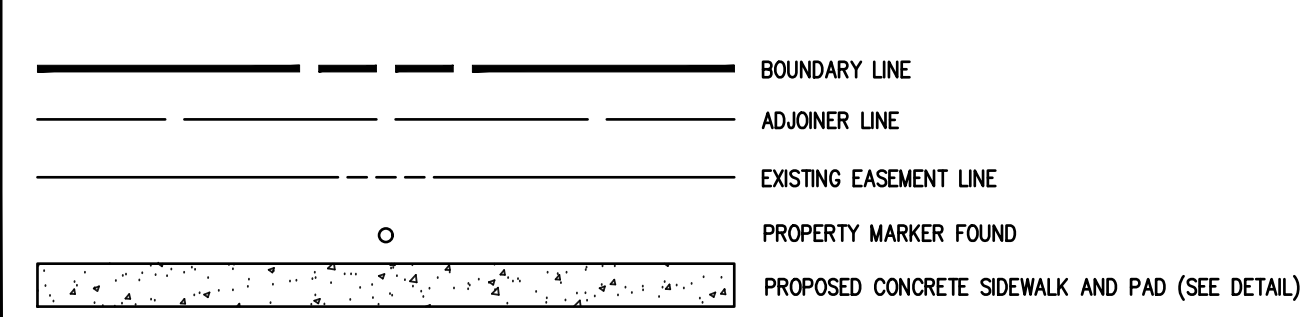 BOUNDARY LINE
ADJOINER LINE
EXISTING EASEMENT LINE
PROPERTY MARKER FOUND
PROPOSED CONCRETE SIDEWALK AND PAD (SEE DETAIL)